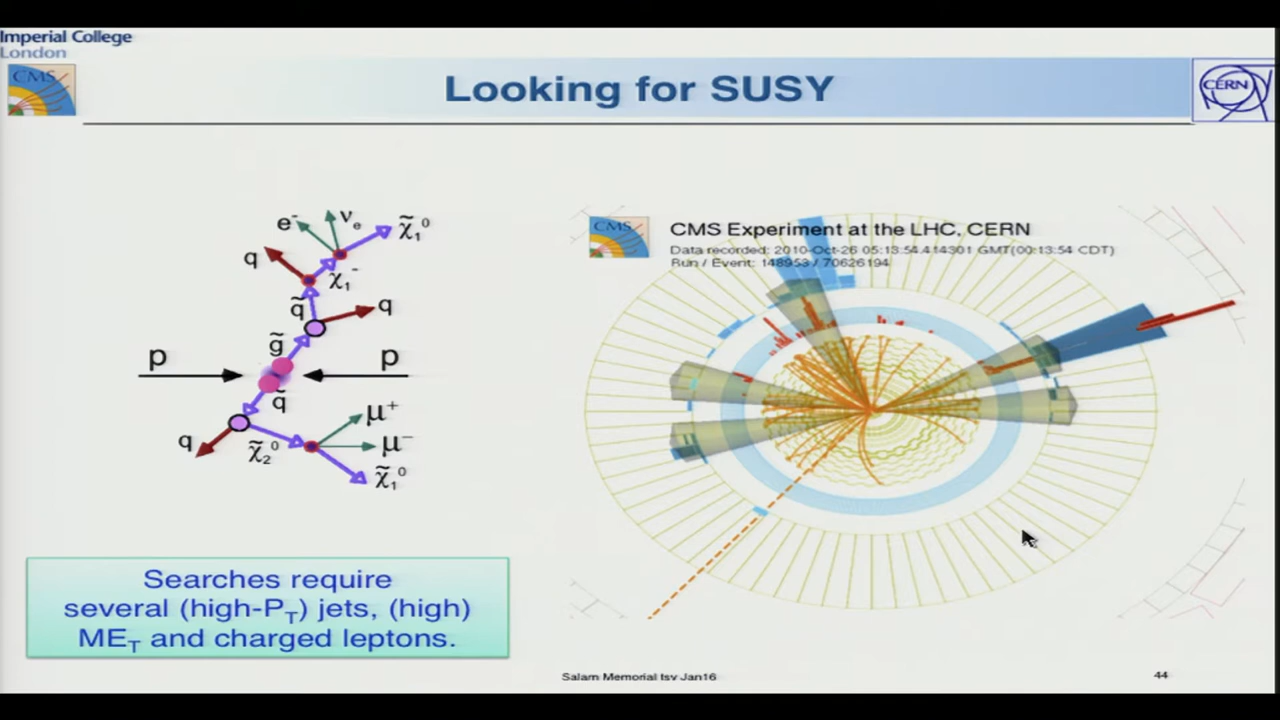 Imperial College
London
CMS
Looking for SUSY
CERN
e⁻ νₑ χ̃₁⁰
q
χ̃₁⁻
q̃ q
g̃
p p
q̃
μ⁺
q μ⁻
χ̃₂⁰
χ̃₁⁰
CMS
CMS Experiment at the LHC, CERN
Data recorded: 2010-Oct-26 05:13:54.414301 GMT(00:13:54 CDT)
Run / Event: 148953 / 70626194
Searches require
several (high-P_T) jets, (high)
ME_T and charged leptons.
Salam Memorial tsv Jan16
44